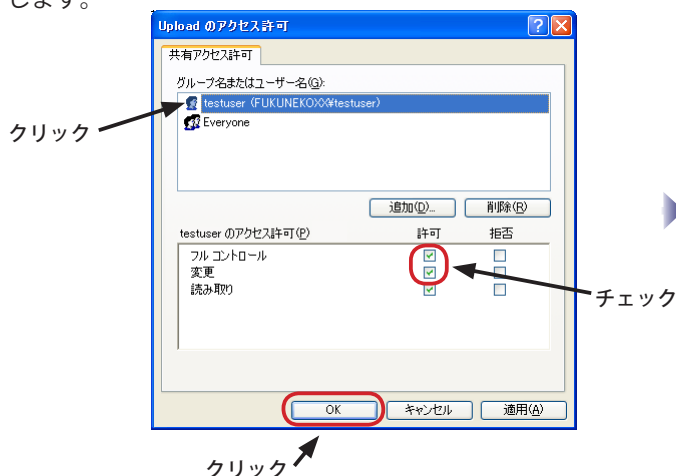 します。
Upload のアクセス許可
共有アクセス許可
グループ名またはユーザー名(G):
testuser (FUKUNEKOXX¥testuser)
Everyone
クリック
追加(D)... 削除(R)
testuser のアクセス許可(P) 許可 拒否
フル コントロール
変更
読み取り
チェック
OK キャンセル 適用(A)
クリック